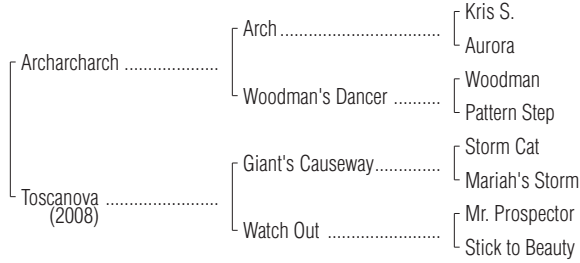 Kris S.
Arch ..............................................
Aurora
Archarcharch ....................
Woodman
Woodman's Dancer ..........
Pattern Step
Storm Cat
Giant's Causeway..............
Mariah's Storm
Toscanova ........................
(2008)
Mr. Prospector
Watch Out ........................
Stick to Beauty